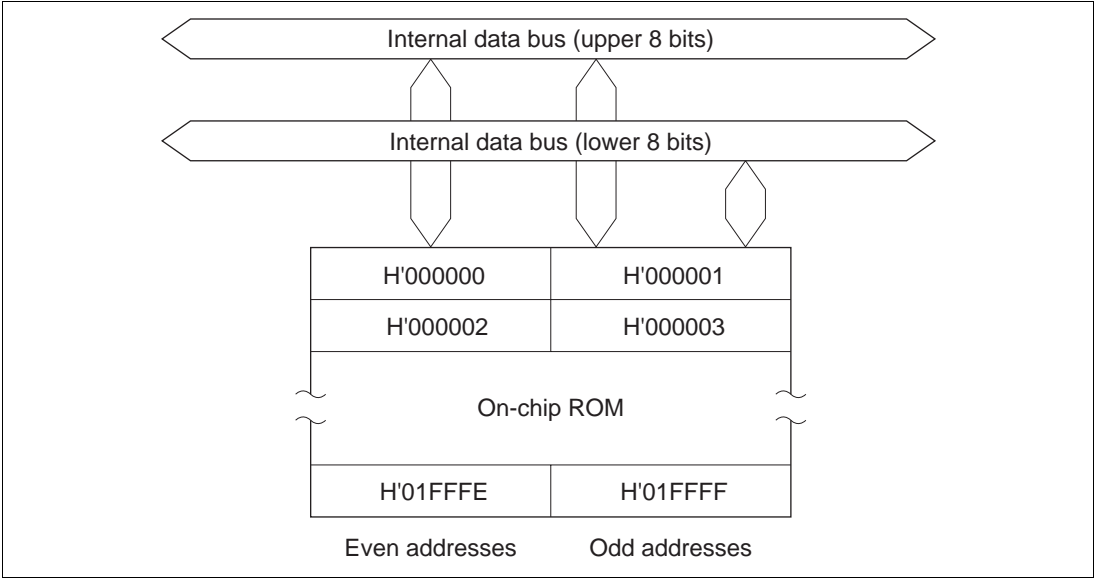 Internal data bus (upper 8 bits)
Internal data bus (lower 8 bits)
H'000000 H'000001
H'000002 H'000003
On-chip ROM
H'01FFFE H'01FFFF
Even addresses Odd addresses